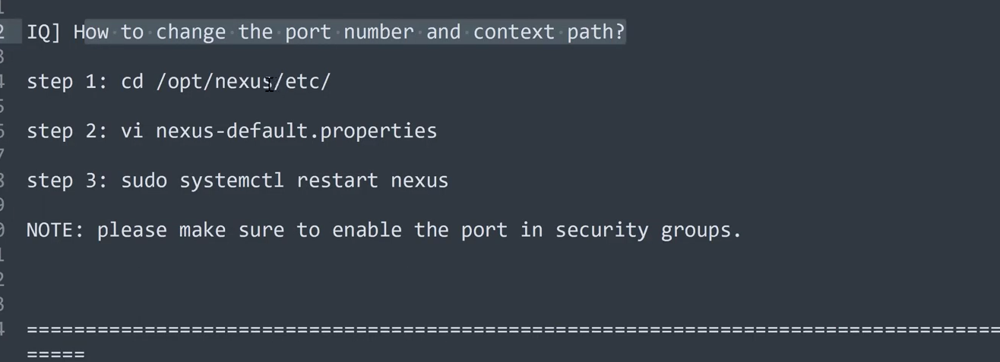 IQ] How to change the port number and context path?
step 1: cd /opt/nexus/etc/
step 2: vi nexus-default.properties
step 3: sudo systemctl restart nexus
NOTE: please make sure to enable the port in security groups.
===================================================================================
=====